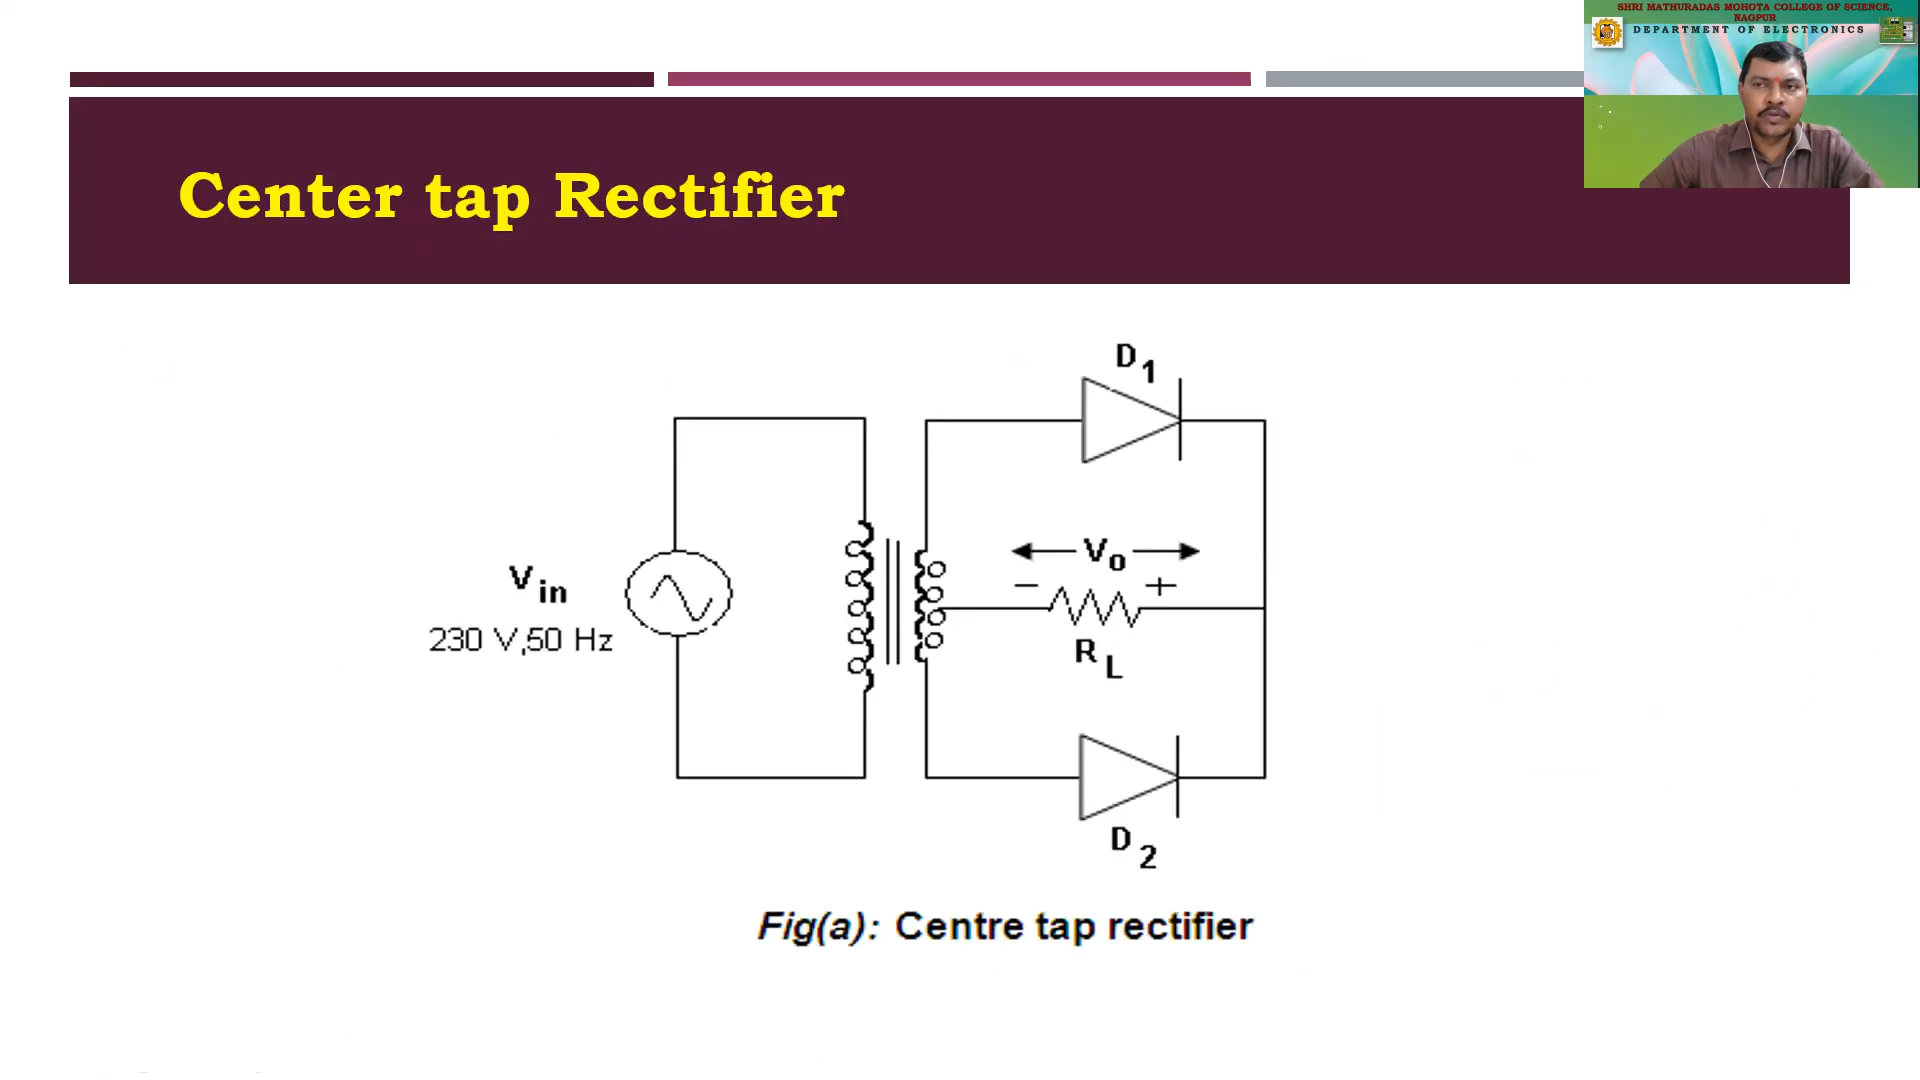 SHRI MATHURADAS MOHOTA COLLEGE OF SCIENCE,
NAGPUR
DEPARTMENT OF ELECTRONICS
Center tap Rectifier
D1
Vin
230 V,50 Hz
Vo
− +
RL
D2
Fig(a): Centre tap rectifier